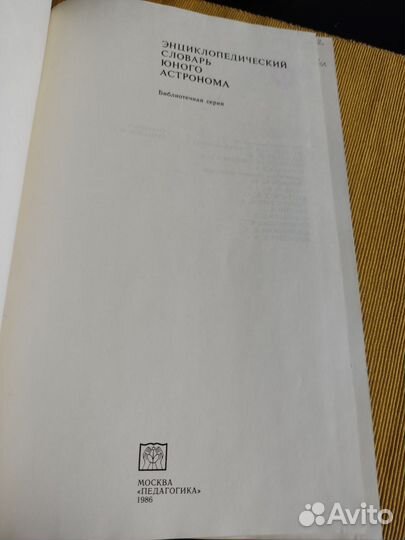 ЭНЦИКЛОПЕДИЧЕСКИЙ
СЛОВАРЬ
ЮНОГО
АСТРОНОМА
Библиотечная серия
МОСКВА
«ПЕДАГОГИКА»
1986
Avito